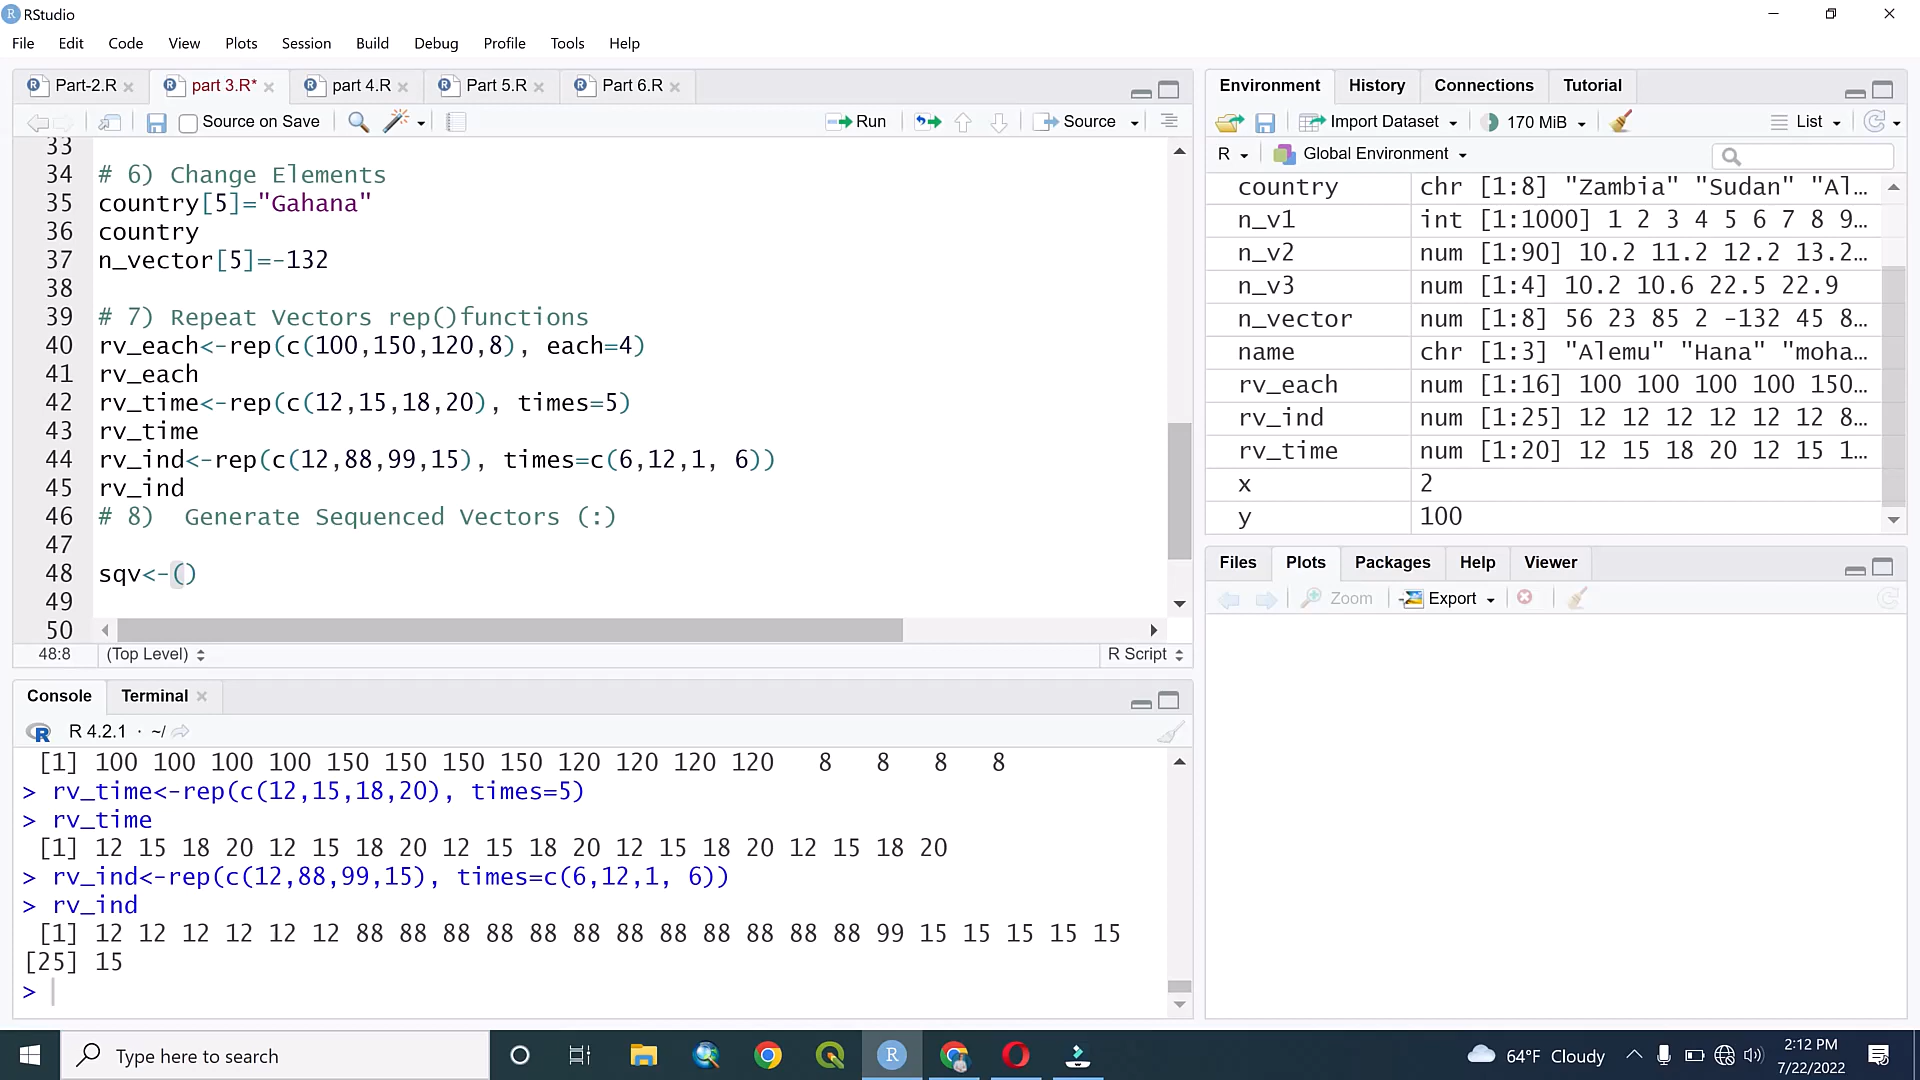 RStudio
File Edit Code View Plots Session Build Debug Profile Tools Help
Part-2.R part 3.R* part 4.R Part 5.R Part 6.R
Source on Save Run Source
33
34 # 6) Change Elements
35 country[5]="Gahana"
36 country
37 n_vector[5]=-132
38
39 # 7) Repeat Vectors rep()functions
40 rv_each<-rep(c(100,150,120,8), each=4)
41 rv_each
42 rv_time<-rep(c(12,15,18,20), times=5)
43 rv_time
44 rv_ind<-rep(c(12,88,99,15), times=c(6,12,1, 6))
45 rv_ind
46 # 8)  Generate Sequenced Vectors (:)
47
48 sqv<-()
49
50
48:8 (Top Level) R Script
Console Terminal
R 4.2.1 · ~/
[1] 100 100 100 100 150 150 150 150 120 120 120 120   8   8   8   8
> rv_time<-rep(c(12,15,18,20), times=5)
> rv_time
[1] 12 15 18 20 12 15 18 20 12 15 18 20 12 15 18 20 12 15 18 20
> rv_ind<-rep(c(12,88,99,15), times=c(6,12,1, 6))
> rv_ind
[1] 12 12 12 12 12 12 88 88 88 88 88 88 88 88 88 88 88 88 99 15 15 15 15 15
[25] 15
>
Environment History Connections Tutorial
Import Dataset 170 MiB List
R Global Environment
country chr [1:8] "Zambia" "Sudan" "Al…
n_v1 int [1:1000] 1 2 3 4 5 6 7 8 9…
n_v2 num [1:90] 10.2 11.2 12.2 13.2…
n_v3 num [1:4] 10.2 10.6 22.5 22.9
n_vector num [1:8] 56 23 85 2 -132 45 8…
name chr [1:3] "Alemu" "Hana" "moha…
rv_each num [1:16] 100 100 100 100 150…
rv_ind num [1:25] 12 12 12 12 12 12 8…
rv_time num [1:20] 12 15 18 20 12 15 1…
x 2
y 100
Files Plots Packages Help Viewer
Zoom Export
Type here to search
64°F Cloudy
2:12 PM
7/22/2022